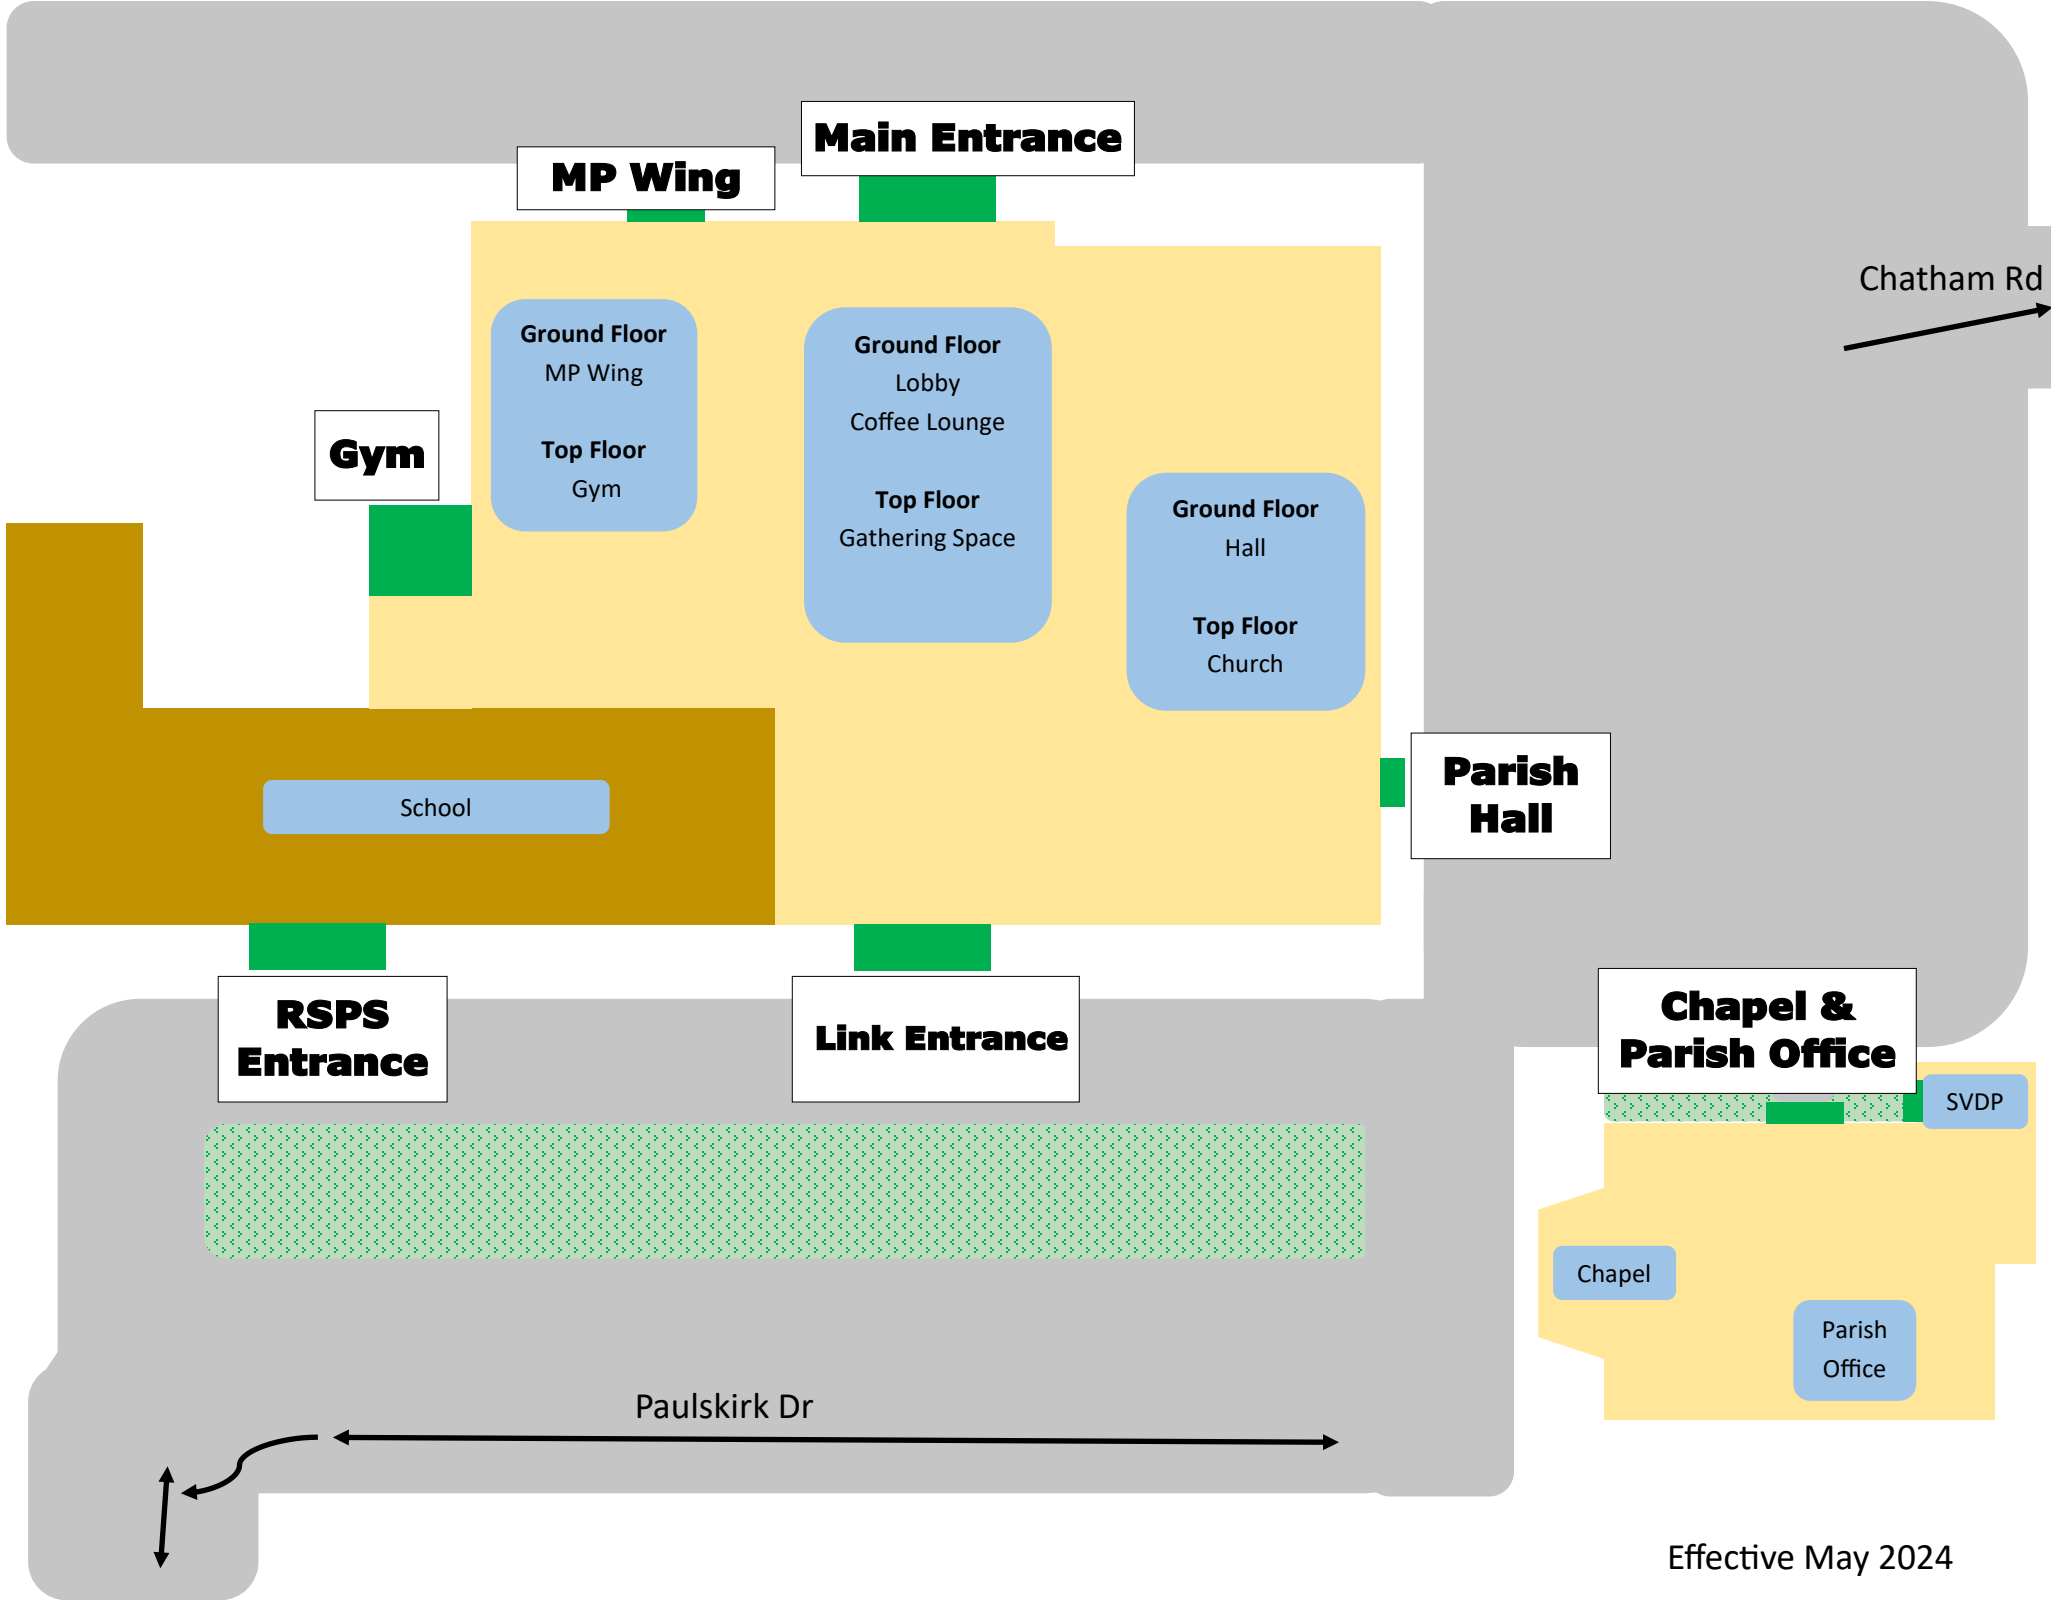 Main Entrance
MP Wing
Chatham Rd
Ground Floor
MP Wing
Top Floor
Gym
Ground Floor
Lobby
Coffee Lounge
Top Floor
Gathering Space
Gym
Ground Floor
Hall
Top Floor
Church
School
Parish
Hall
RSPS
Entrance
Link Entrance
Chapel &
Parish Office
SVDP
Chapel
Parish
Office
Paulskirk Dr
Effective May 2024